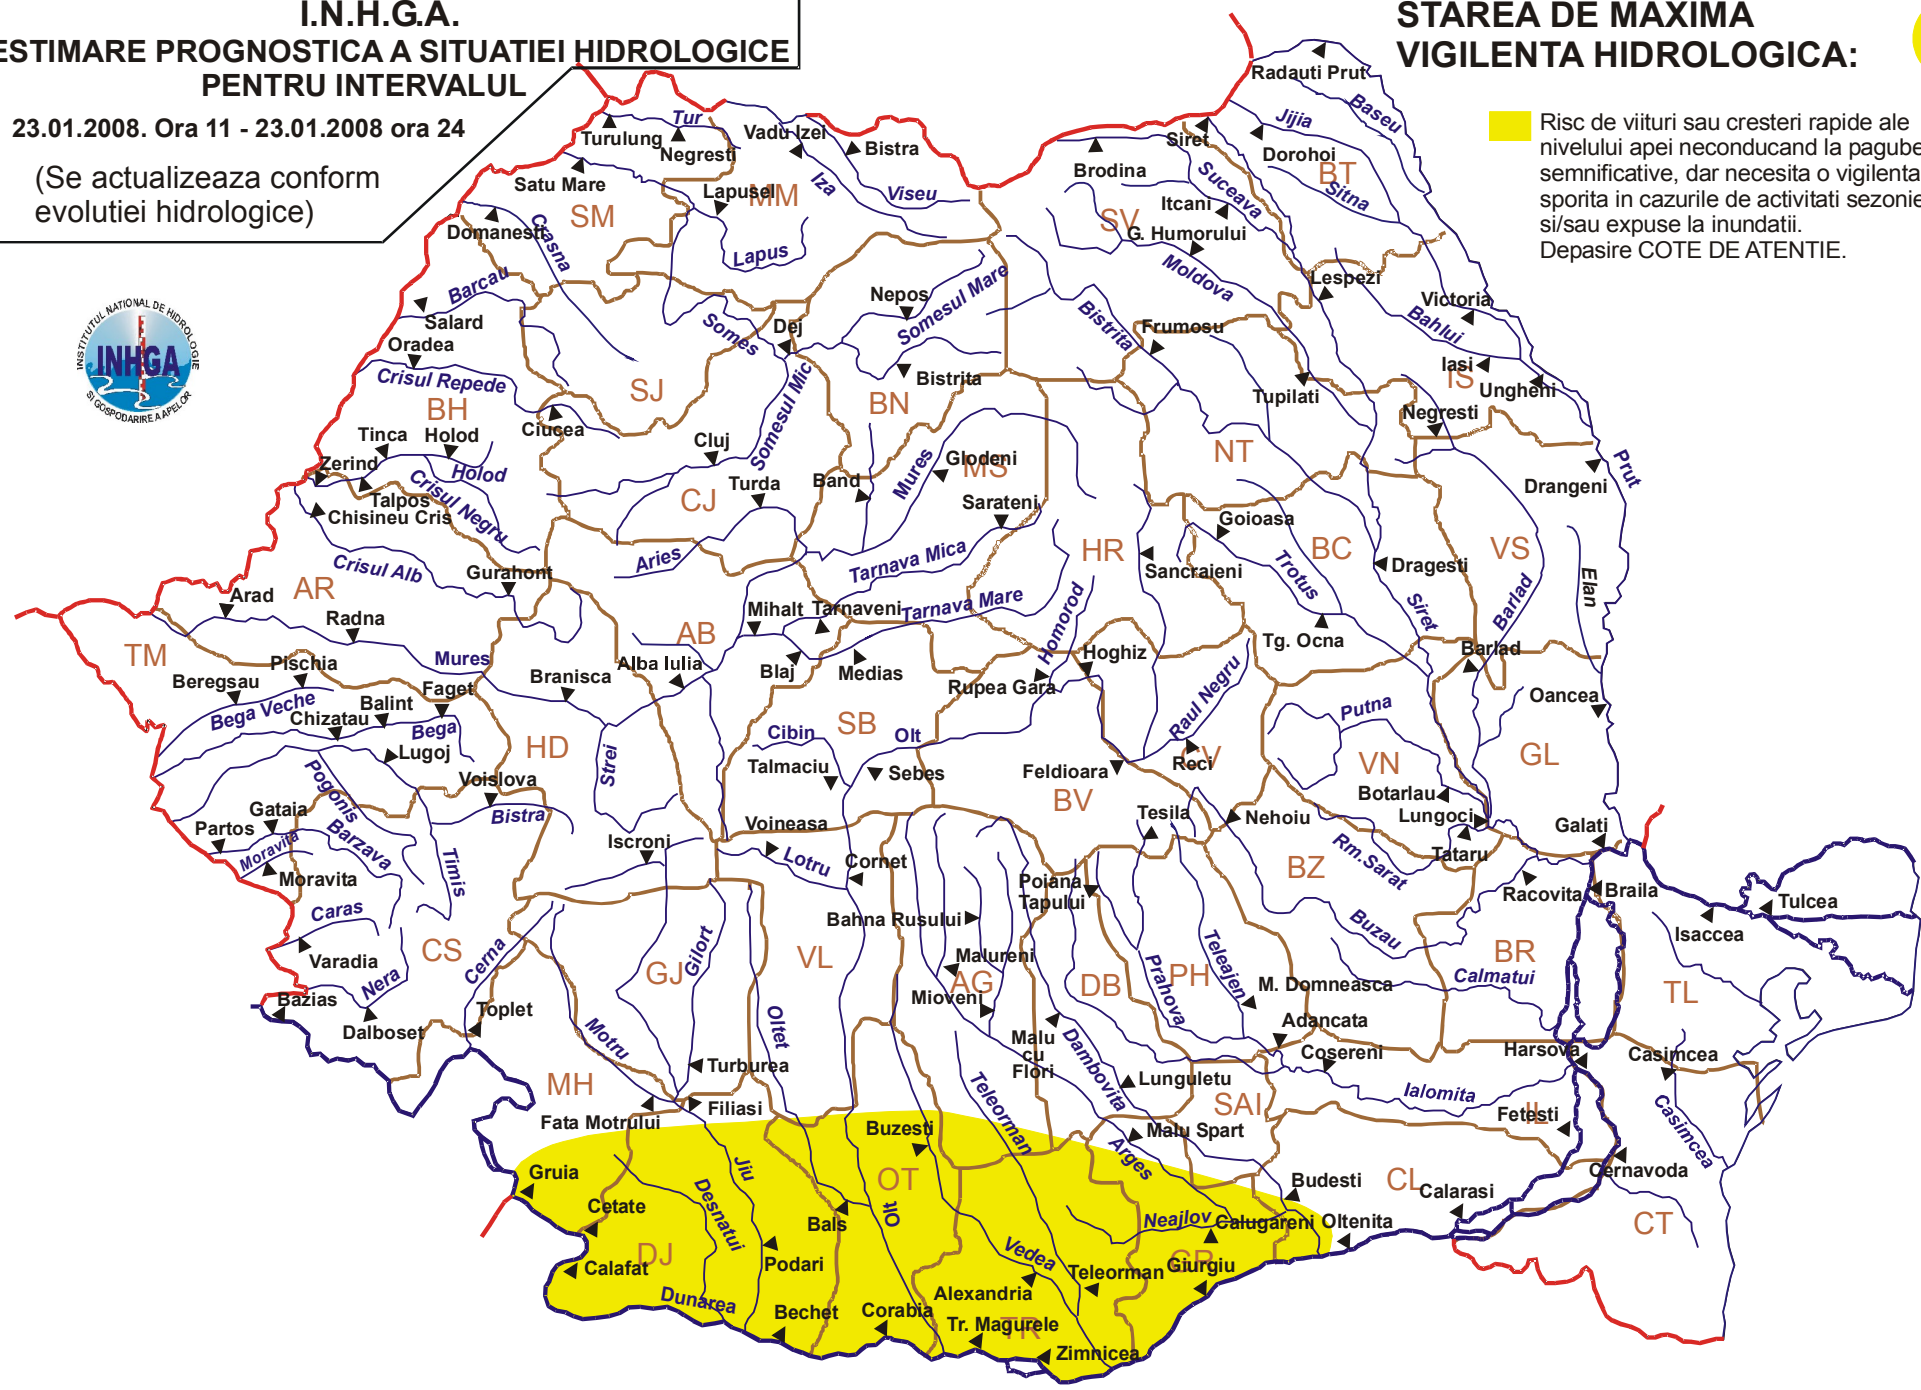 I.N.H.G.A.
ESTIMARE PROGNOSTICA A SITUATIEI HIDROLOGICE
PENTRU INTERVALUL
23.01.2008. Ora 11 - 23.01.2008 ora 24
(Se actualizeaza conform
evolutiei hidrologice)
STAREA DE MAXIMA
VIGILENTA HIDROLOGICA:
Risc de viituri sau cresteri rapide ale
nivelului apei neconducand la pagube
semnificative, dar necesita o vigilenta
sporita in cazurile de activitati sezonie
si/sau expuse la inundatii.
Depasire COTE DE ATENTIE.
INSTITUTUL NATIONAL DE HIDROLOGIE
INHGA
SI GOSPODARIRE A APELOR
Radauti Prut
Baseu
Tur
Turulung
Negresti
Vadu Izei
Bistra
Siret
Jijia
Dorohoi
BT
Sitna
Satu Mare
SM
Lapusel
MM
Iza
Viseu
Brodina
Suceava
Itcani
SV
G. Humorului
Domanesti
Crasna
Lapus
Moldova
Lespezi
Barcau
Salard
Oradea
Somes
Dej
Nepos
Somesul Mare
Bistrita
Frumosu
Victoria
Bahlui
Iasi
IS
Ungheni
Crisul Repede
BH
SJ
Somesul Mic
Bistrita
BN
Tupilati
Negresti
Ciucea
Tinca
Holod
Holod
Zerind
Talpos
Crisul Negru
Chisineu Cris
Cluj
CJ
Turda
Band
Mures
Glodeni
MS
Sarateni
NT
Prut
Drangeni
Goioasa
BC
VS
Elan
Crisul Alb
Gurahont
Aries
Tarnava Mica
HR
Sancraieni
Trotus
Dragesti
Siret
Barlad
AR
Arad
Radna
Mures
AB
Mihalt
Tarnaveni
Tarnava Mare
Homorod
Tg. Ocna
Barlad
TM
Beregsau
Pischia
Bega Veche
Chizatau
Balint
Faget
Bega
Lugoj
Branisca
Alba Iulia
Blaj
Medias
Rupea Gara
Hoghiz
Raul Negru
Oancea
HD
Strei
Cibin
SB
Olt
Talmaciu
Sebes
Feldioara
BV
CV
Reci
Putna
VN
GL
Pogonis
Voislova
Bistra
Gataia
Partos
Moravita
Moravita
Barzava
Timis
Iscroni
Voineasa
Lotru
Cornet
Tesila
Nehoiu
Botarlau
Lungoci
Tataru
Galati
BZ
Rm.Sarat
Racovita
Braila
Isaccea
Tulcea
Caras
Varadia
CS
Nera
Cerna
Bazias
Dalboset
Toplet
GJ
Gilort
VL
Bahna Rusului
Poiana
Tapului
Malureni
AG
Mioveni
DB
Prahova
PH
Teleajen
M. Domneasca
Buzau
BR
Calmatui
TL
Oltet
Motru
Turburea
Malu
cu
Flori
Dambovita
Adancata
Cosereni
Harsova
Casimcea
MH
Fata Motrului
Filiasi
Teleorman
Lunguletu
SAI
Ialomita
IL
Fetesti
Casimcea
Buzesti
Malu Spart
Arges
Cernavoda
Gruia
Cetate
Jiu
Desnatui
OT
Olt
Bals
Budesti
CL
Calarasi
CT
Calafat
DJ
Podari
Vedea
Neajlov
Calugareni
Oltenita
GR
Giurgiu
Teleorman
Alexandria
Dunarea
Bechet
Corabia
Tr. Magurele
TR
Zimnicea